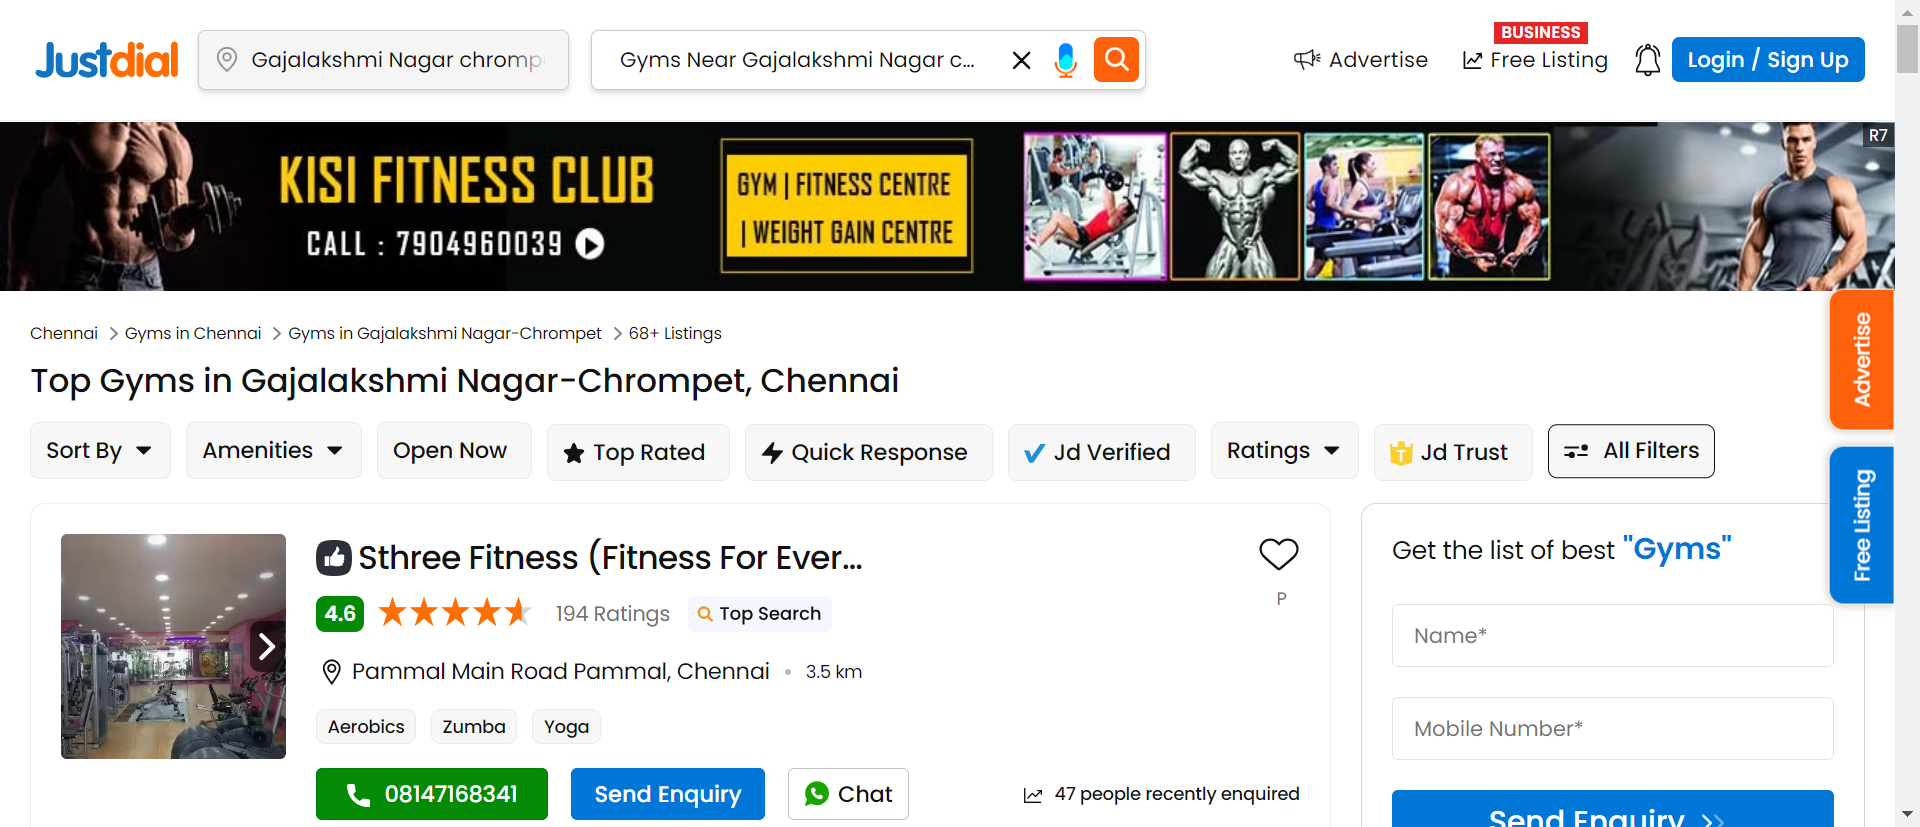 Justdial
Gajalakshmi Nagar chromp
Gyms Near Gajalakshmi Nagar c...
Advertise
BUSINESS
Free Listing
Login / Sign Up
KISI FITNESS CLUB
CALL : 7904960039
GYM | FITNESS CENTRE
| WEIGHT GAIN CENTRE
R7
Chennai > Gyms in Chennai > Gyms in Gajalakshmi Nagar-Chrompet > 68+ Listings
Top Gyms in Gajalakshmi Nagar-Chrompet, Chennai
Sort By
Amenities
Open Now
Top Rated
Quick Response
Jd Verified
Ratings
Jd Trust
All Filters
Advertise
Free Listing
Sthree Fitness (Fitness For Ever...
P
4.6
194 Ratings
Top Search
Pammal Main Road Pammal, Chennai • 3.5 km
Aerobics
Zumba
Yoga
08147168341
Send Enquiry
Chat
47 people recently enquired
Get the list of best "Gyms"
Name*
Mobile Number*
Send Enquiry